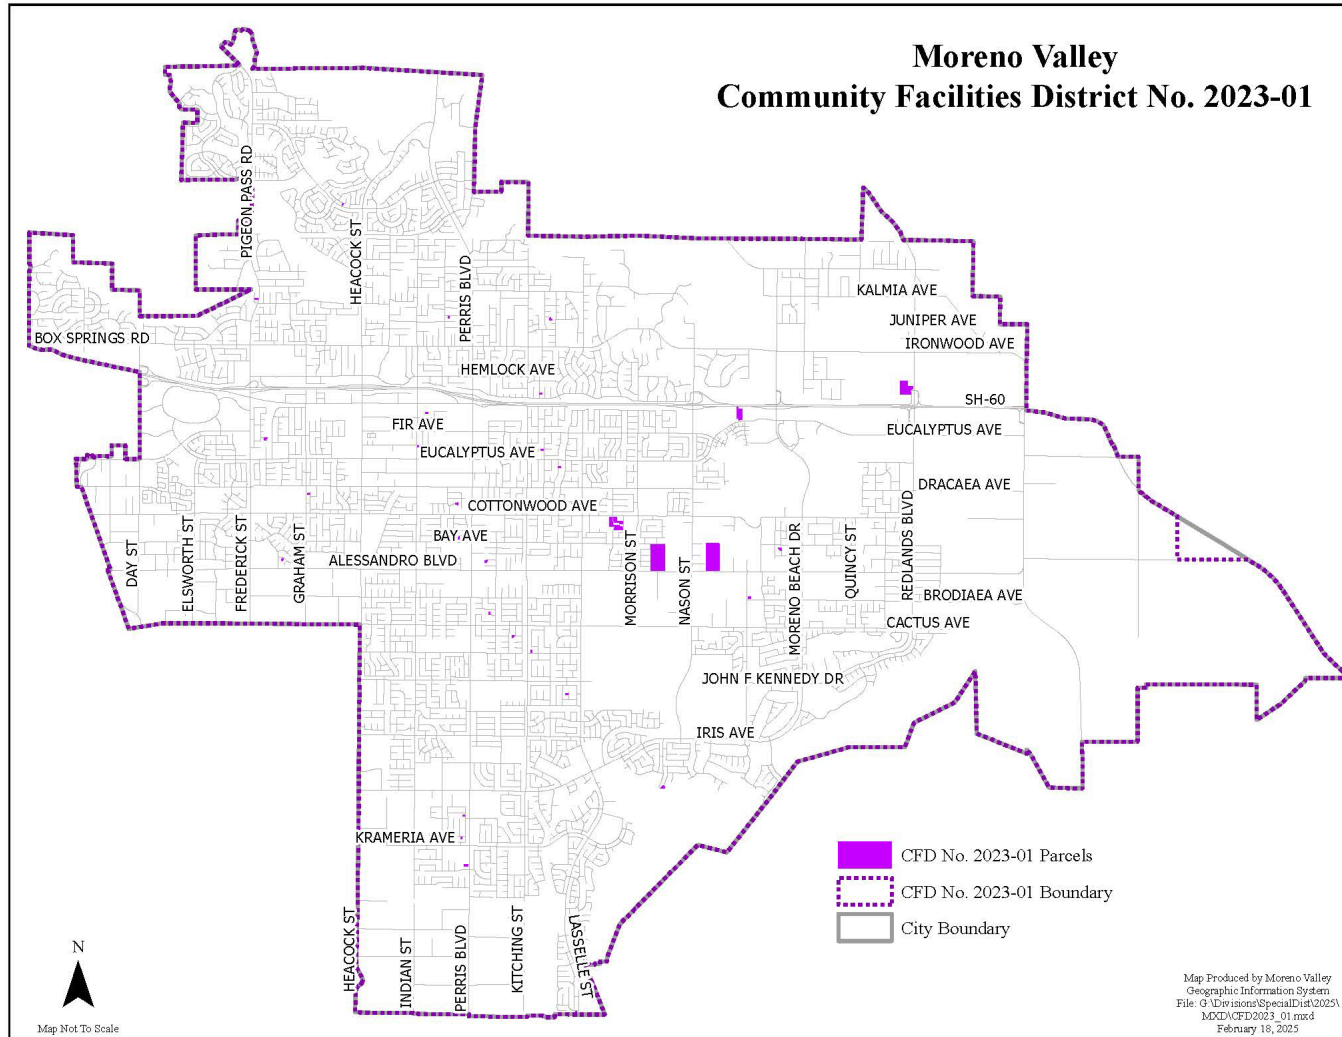 Moreno Valley
Community Facilities District No. 2023-01
PIGEON PASS RD
HEACOCK ST
PERRIS BLVD
KALMIA AVE
JUNIPER AVE
BOX SPRINGS RD
IRONWOOD AVE
HEMLOCK AVE
SH-60
FIR AVE
EUCALYPTUS AVE
EUCALYPTUS AVE
DRACAEA AVE
COTTONWOOD AVE
BAY AVE
ALESSANDRO BLVD
DAY ST
ELSWORTH ST
FREDERICK ST
GRAHAM ST
MORRISON ST
NASON ST
MORENO BEACH DR
QUINCY ST
REDLANDS BLVD
BRODIAEA AVE
CACTUS AVE
JOHN F KENNEDY DR
IRIS AVE
KRAMERIA AVE
HEACOCK ST
INDIAN ST
PERRIS BLVD
KITCHING ST
LASSELLE ST
CFD No. 2023-01 Parcels
CFD No. 2023-01 Boundary
City Boundary
N
Map Not To Scale
Map Produced by Moreno Valley
Geographic Information System
File: G:\Divisions\SpecialDist\2025\
MXD\CFD2023_01.mxd
February 18, 2025